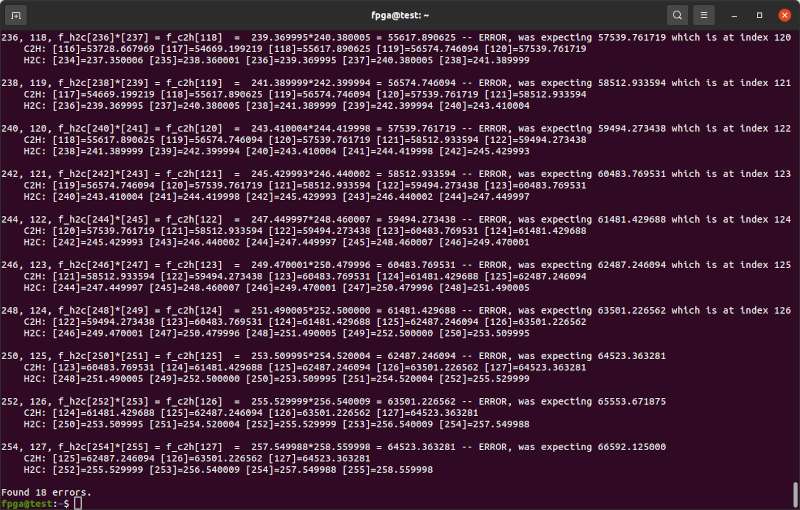 fpga@test: ~
236, 118, f_h2c[236]*[237] = f_c2h[118]  =  239.369995*240.380005 = 55617.890625 -- ERROR, was expecting 57539.761719 which is at index 120
    C2H: [116]=53728.667969 [117]=54669.199219 [118]=55617.890625 [119]=56574.746094 [120]=57539.761719
    H2C: [234]=237.350006 [235]=238.360001 [236]=239.369995 [237]=240.380005 [238]=241.389999
238, 119, f_h2c[238]*[239] = f_c2h[119]  =  241.389999*242.399994 = 56574.746094 -- ERROR, was expecting 58512.933594 which is at index 121
    C2H: [117]=54669.199219 [118]=55617.890625 [119]=56574.746094 [120]=57539.761719 [121]=58512.933594
    H2C: [236]=239.369995 [237]=240.380005 [238]=241.389999 [239]=242.399994 [240]=243.410004
240, 120, f_h2c[240]*[241] = f_c2h[120]  =  243.410004*244.419998 = 57539.761719 -- ERROR, was expecting 59494.273438 which is at index 122
    C2H: [118]=55617.890625 [119]=56574.746094 [120]=57539.761719 [121]=58512.933594 [122]=59494.273438
    H2C: [238]=241.389999 [239]=242.399994 [240]=243.410004 [241]=244.419998 [242]=245.429993
242, 121, f_h2c[242]*[243] = f_c2h[121]  =  245.429993*246.440002 = 58512.933594 -- ERROR, was expecting 60483.769531 which is at index 123
    C2H: [119]=56574.746094 [120]=57539.761719 [121]=58512.933594 [122]=59494.273438 [123]=60483.769531
    H2C: [240]=243.410004 [241]=244.419998 [242]=245.429993 [243]=246.440002 [244]=247.449997
244, 122, f_h2c[244]*[245] = f_c2h[122]  =  247.449997*248.460007 = 59494.273438 -- ERROR, was expecting 61481.429688 which is at index 124
    C2H: [120]=57539.761719 [121]=58512.933594 [122]=59494.273438 [123]=60483.769531 [124]=61481.429688
    H2C: [242]=245.429993 [243]=246.440002 [244]=247.449997 [245]=248.460007 [246]=249.470001
246, 123, f_h2c[246]*[247] = f_c2h[123]  =  249.470001*250.479996 = 60483.769531 -- ERROR, was expecting 62487.246094 which is at index 125
    C2H: [121]=58512.933594 [122]=59494.273438 [123]=60483.769531 [124]=61481.429688 [125]=62487.246094
    H2C: [244]=247.449997 [245]=248.460007 [246]=249.470001 [247]=250.479996 [248]=251.490005
248, 124, f_h2c[248]*[249] = f_c2h[124]  =  251.490005*252.500000 = 61481.429688 -- ERROR, was expecting 63501.226562 which is at index 126
    C2H: [122]=59494.273438 [123]=60483.769531 [124]=61481.429688 [125]=62487.246094 [126]=63501.226562
    H2C: [246]=249.470001 [247]=250.479996 [248]=251.490005 [249]=252.500000 [250]=253.509995
250, 125, f_h2c[250]*[251] = f_c2h[125]  =  253.509995*254.520004 = 62487.246094 -- ERROR, was expecting 64523.363281
    C2H: [123]=60483.769531 [124]=61481.429688 [125]=62487.246094 [126]=63501.226562 [127]=64523.363281
    H2C: [248]=251.490005 [249]=252.500000 [250]=253.509995 [251]=254.520004 [252]=255.529999
252, 126, f_h2c[252]*[253] = f_c2h[126]  =  255.529999*256.540009 = 63501.226562 -- ERROR, was expecting 65553.671875
    C2H: [124]=61481.429688 [125]=62487.246094 [126]=63501.226562 [127]=64523.363281
    H2C: [250]=253.509995 [251]=254.520004 [252]=255.529999 [253]=256.540009 [254]=257.549988
254, 127, f_h2c[254]*[255] = f_c2h[127]  =  257.549988*258.559998 = 64523.363281 -- ERROR, was expecting 66592.125000
    C2H: [125]=62487.246094 [126]=63501.226562 [127]=64523.363281
    H2C: [252]=255.529999 [253]=256.540009 [254]=257.549988 [255]=258.559998
Found 18 errors.
fpga@test:~$